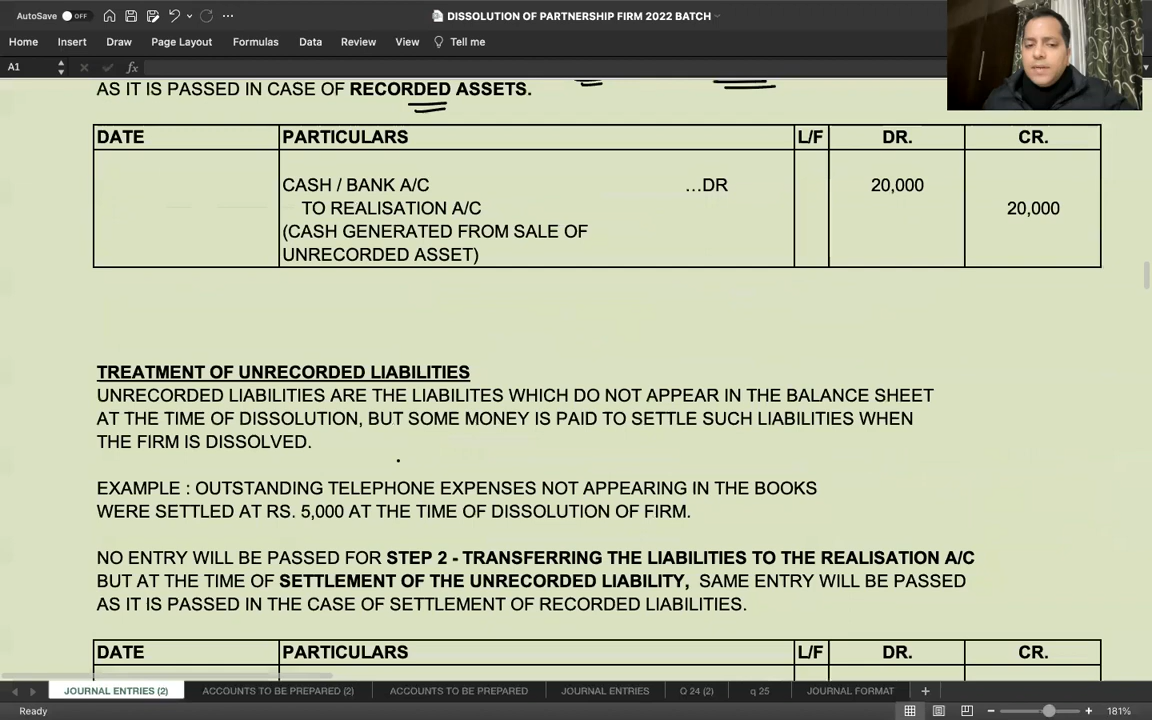 AutoSave OFF DISSOLUTION OF PARTNERSHIP FIRM 2022 BATCH
Home Insert Draw Page Layout Formulas Data Review View Tell me
A1 fx
AS IT IS PASSED IN CASE OF RECORDED ASSETS.
DATE PARTICULARS L/F DR. CR.
CASH / BANK A/C ...DR 20,000
TO REALISATION A/C 20,000
(CASH GENERATED FROM SALE OF
UNRECORDED ASSET)
TREATMENT OF UNRECORDED LIABILITIES
UNRECORDED LIABILITIES ARE THE LIABILITES WHICH DO NOT APPEAR IN THE BALANCE SHEET
AT THE TIME OF DISSOLUTION, BUT SOME MONEY IS PAID TO SETTLE SUCH LIABILITIES WHEN
THE FIRM IS DISSOLVED.
EXAMPLE : OUTSTANDING TELEPHONE EXPENSES NOT APPEARING IN THE BOOKS
WERE SETTLED AT RS. 5,000 AT THE TIME OF DISSOLUTION OF FIRM.
NO ENTRY WILL BE PASSED FOR STEP 2 - TRANSFERRING THE LIABILITIES TO THE REALISATION A/C
BUT AT THE TIME OF SETTLEMENT OF THE UNRECORDED LIABILITY, SAME ENTRY WILL BE PASSED
AS IT IS PASSED IN THE CASE OF SETTLEMENT OF RECORDED LIABILITIES.
DATE PARTICULARS L/F DR. CR.
JOURNAL ENTRIES (2) ACCOUNTS TO BE PREPARED (2) ACCOUNTS TO BE PREPARED JOURNAL ENTRIES Q 24 (2) q 25 JOURNAL FORMAT +
Ready 181%